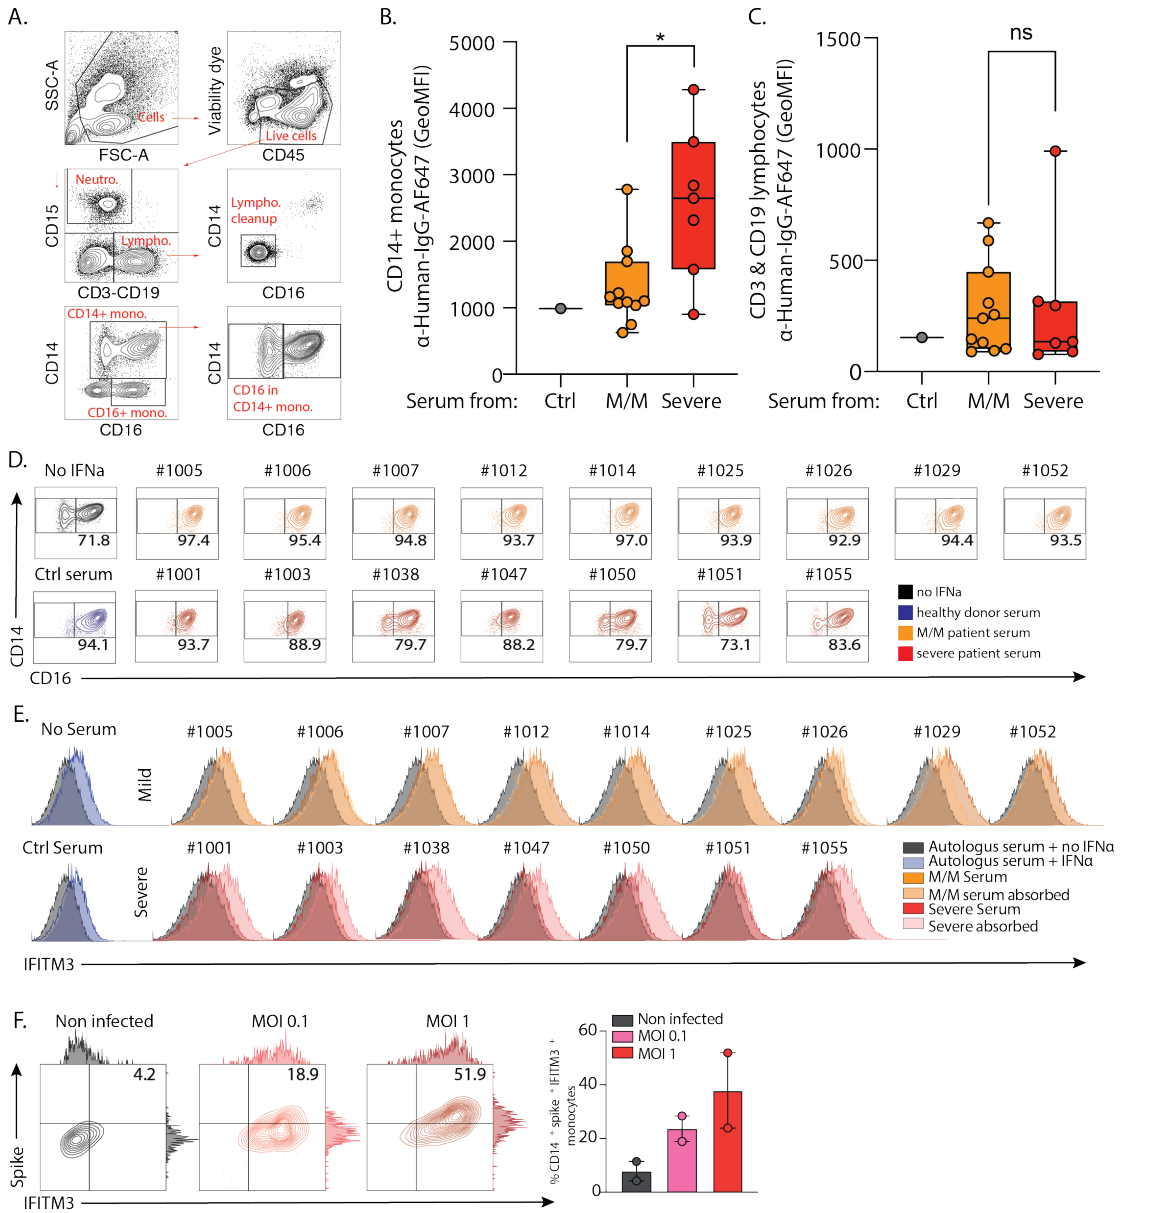 A.
SSC-A
Cells
FSC-A
Viability dye
Live cells
CD45
Neutro.
CD15
Lympho.
CD3-CD19
Lympho.
cleanup
CD14
CD16
CD14+ mono.
CD14
CD16+ mono.
CD16
CD14
CD16 in
CD14+ mono.
CD16
B.
CD14+ monocytes
α-Human-IgG-AF647 (GeoMFI)
5000
4000
3000
2000
1000
0
*
Serum from: Ctrl M/M Severe
C.
CD3 & CD19 lymphocytes
α-Human-IgG-AF647 (GeoMFI)
1500
1000
500
0
ns
Serum from: Ctrl M/M Severe
D.
No IFNa #1005 #1006 #1007 #1012 #1014 #1025 #1026 #1029 #1052
71.8 97.4 95.4 94.8 93.7 97.0 93.9 92.9 94.4 93.5
Ctrl serum #1001 #1003 #1038 #1047 #1050 #1051 #1055
94.1 93.7 88.9 79.7 88.2 79.7 73.1 83.6
CD14
CD16
no IFNa
healthy donor serum
M/M patient serum
severe patient serum
E.
No Serum #1005 #1006 #1007 #1012 #1014 #1025 #1026 #1029 #1052
Mild
Ctrl Serum #1001 #1003 #1038 #1047 #1050 #1051 #1055
Severe
IFITM3
Autologus serum + no IFNα
Autologus serum + IFNα
M/M Serum
M/M serum absorbed
Severe Serum
Severe absorbed
F.
Non infected MOI 0.1 MOI 1
4.2 18.9 51.9
Spike
IFITM3
% CD14 + spike + IFITM3 +
monocytes
60
40
20
0
Non infected
MOI 0.1
MOI 1